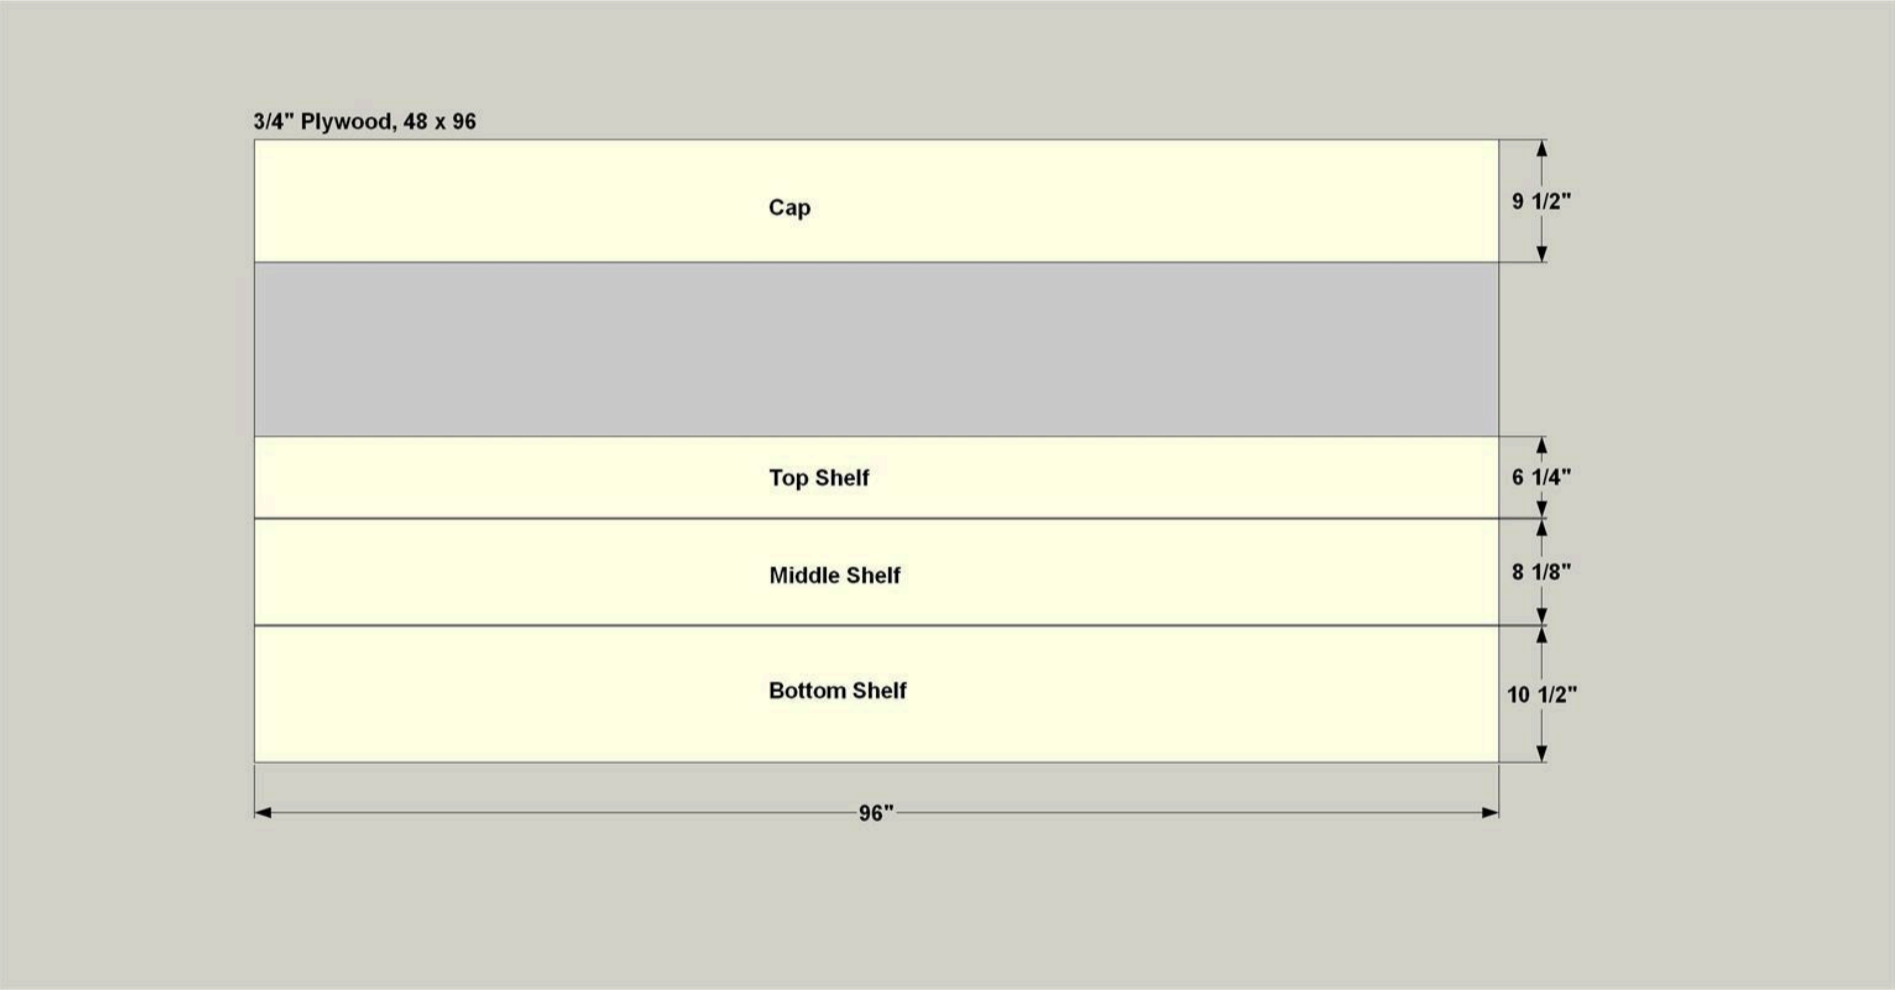 3/4" Plywood, 48 x 96
Cap
9 1/2"
Top Shelf
6 1/4"
Middle Shelf
8 1/8"
Bottom Shelf
10 1/2"
96"